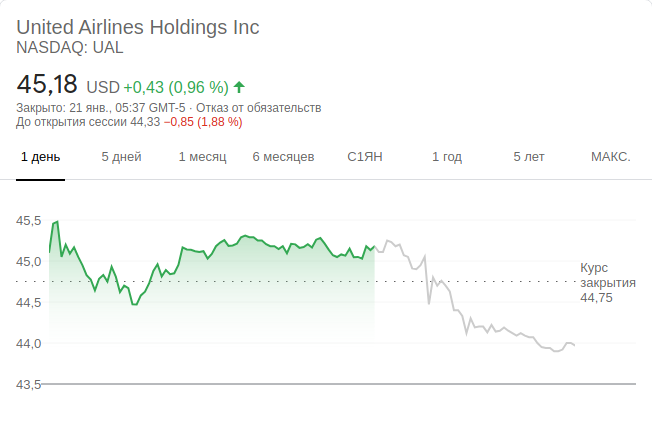 United Airlines Holdings Inc
NASDAQ: UAL
45,18 USD +0,43 (0,96 %)
Закрыто: 21 янв., 05:37 GMT-5 · Отказ от обязательств
До открытия сессии 44,33 −0,85 (1,88 %)
1 день 5 дней 1 месяц 6 месяцев С1ЯН 1 год 5 лет МАКС.
45,5
45,0
44,5
44,0
43,5
Курс
закрытия
44,75